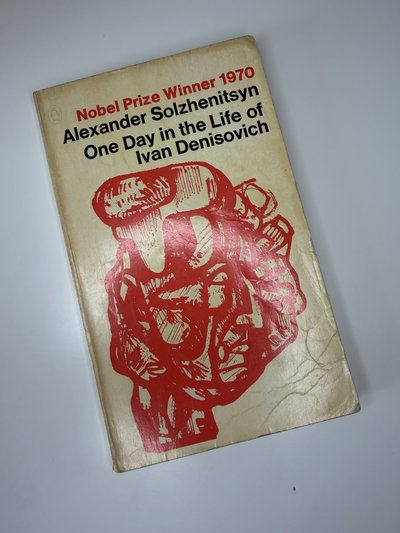 Nobel Prize Winner 1970
Alexander Solzhenitsyn
One Day in the Life of
Ivan Denisovich